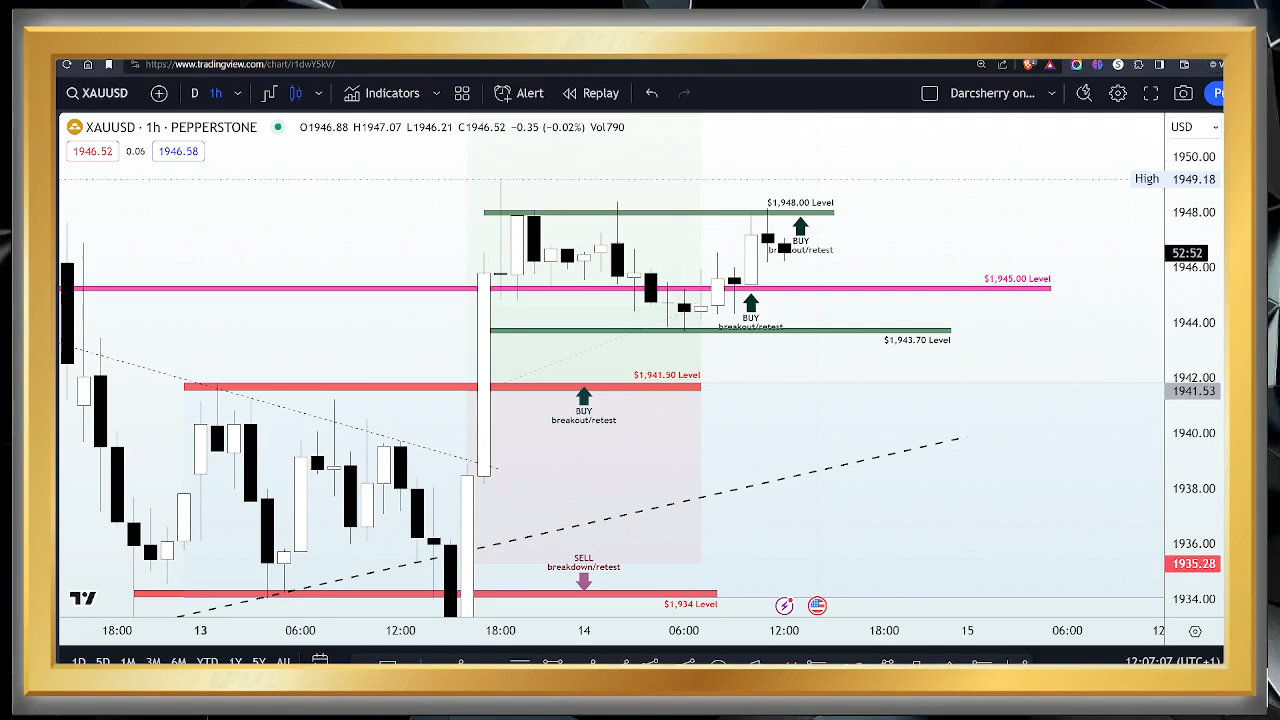 https://www.tradingview.com/chart/r1dwY5kV/
XAUUSD D 1h Indicators Alert Replay Darsherry on...
XAUUSD · 1h · PEPPERSTONE O1946.88 H1947.07 L1946.21 C1946.52 −0.35 (−0.02%) Vol790 USD
1946.52 0.06 1946.58
1950.00
High 1949.18
$1,948.00 Level
1948.00
BUY
breakout/retest
52:52
1946.00
$1,945.00 Level
BUY
breakout/retest
1944.00
$1,943.70 Level
$1,941.50 Level
1942.00
1941.53
BUY
breakout/retest
1940.00
1938.00
1936.00
SELL
breakdown/retest
1935.28
$1,934 Level
1934.00
18:00 13 06:00 12:00 18:00 14 06:00 12:00 18:00 15 06:00 12
1D 5D 1M 3M 6M YTD 1Y 5Y All 12:07:07 (UTC+1)